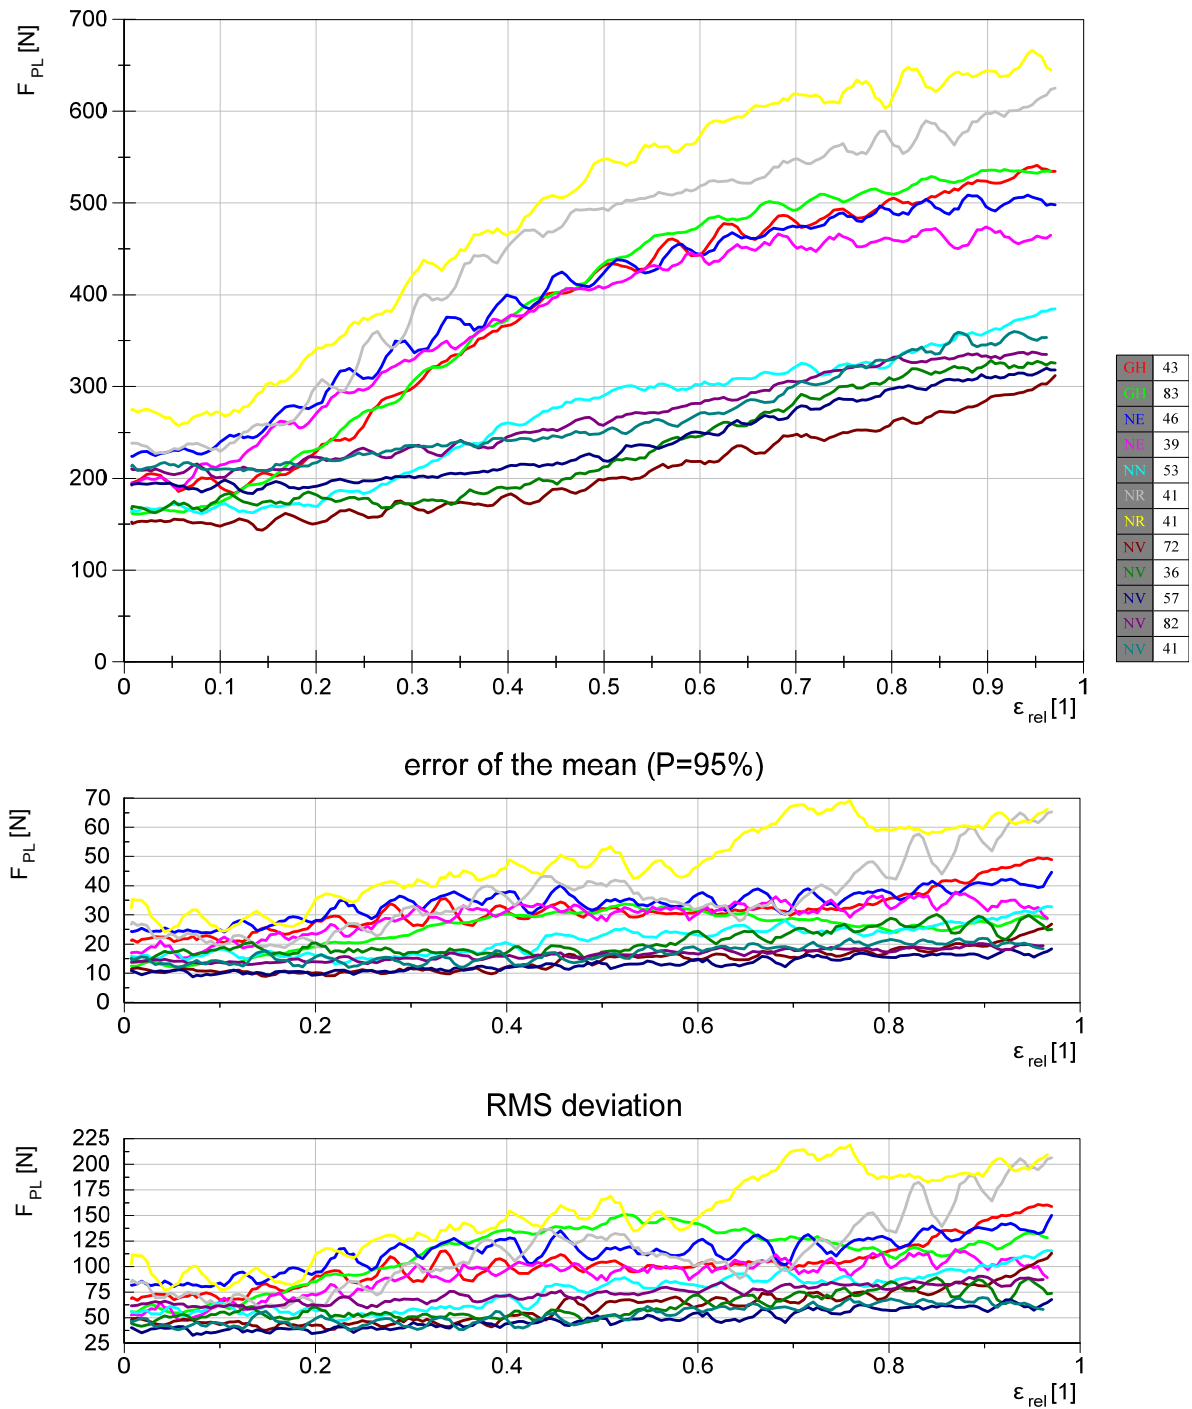 700
600
500
400
300
200
100
0
F PL [N]
0 0.1 0.2 0.3 0.4 0.5 0.6 0.7 0.8 0.9 1
ε rel [1]
GH 43
GH 83
NE 46
NE 39
NN 53
NR 41
NR 41
NV 72
NV 36
NV 57
NV 82
NV 41
error of the mean (P=95%)
70
60
50
40
30
20
10
0
F PL [N]
0 0.2 0.4 0.6 0.8 1
ε rel [1]
RMS deviation
225
200
175
150
125
100
75
50
25
F PL [N]
0 0.2 0.4 0.6 0.8 1
ε rel [1]